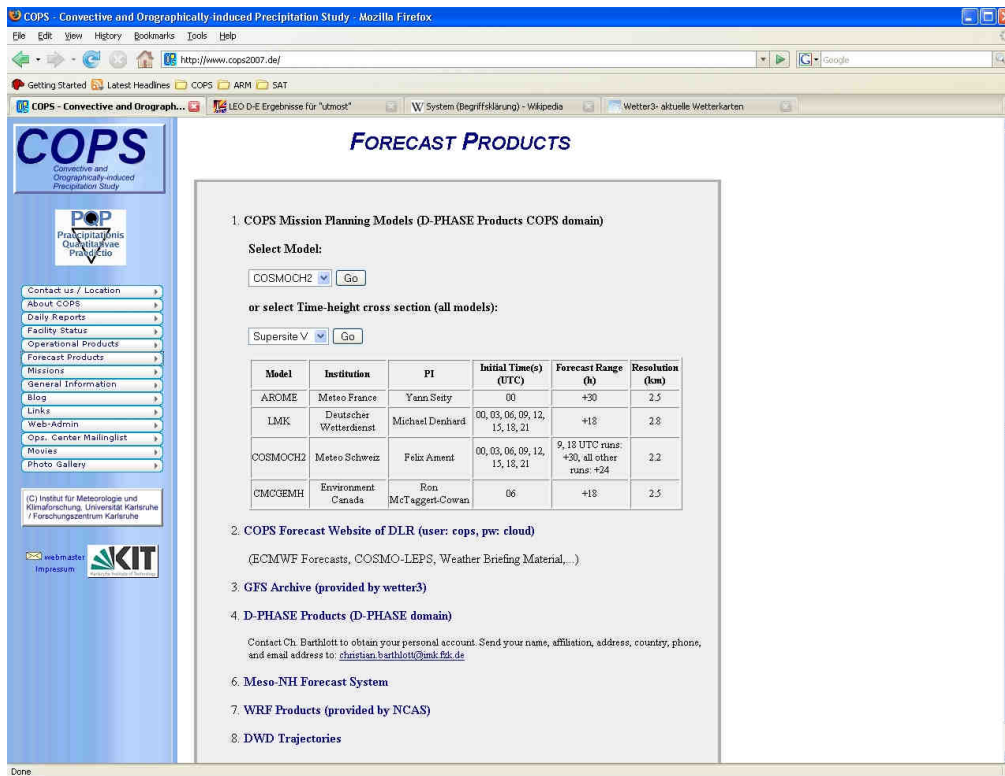 COPS - Convective and Orographically-induced Precipitation Study - Mozilla Firefox
File Edit View History Bookmarks Tools Help
http://www.cops2007.de/
Google
Getting Started Latest Headlines COPS ARM SAT
COPS - Convective and Orograph... LEO D-E Ergebnisse für "utmost" System (Begriffsklärung) - Wikipedia Wetter3- aktuelle Wetterkarten
COPS
Convective and
Orographically-induced
Precipitation Study
PQP
Praecipitationis
Quantitativae
Praedictio
Contact us / Location
About COPS
Daily Reports
Facility Status
Operational Products
Forecast Products
Missions
General Information
Blog
Links
Web-Admin
Ops. Center Mailinglist
Movies
Photo Gallery
(C) Institut für Meteorologie und
Klimaforschung, Universität Karlsruhe
/ Forschungszentrum Karlsruhe
webmaster
Impressum
KIT
Karlsruhe Institute of Technology
FORECAST PRODUCTS
1. COPS Mission Planning Models (D-PHASE Products COPS domain)
Select Model:
COSMOCH2 Go
or select Time-height cross section (all models):
Supersite V Go
Model Institution PI Initial Time(s) (UTC) Forecast Range (h) Resolution (km)
AROME Meteo France Yann Seity 00 +30 2.5
LMK Deutscher Wetterdienst Michael Denhard 00, 03, 06, 09, 12, 15, 18, 21 +18 2.8
COSMOCH2 Meteo Schweiz Felix Ament 00, 03, 06, 09, 12, 15, 18, 21 9, 18 UTC runs: +30, all other runs: +24 2.2
CMCGEMH Environment Canada Ron McTaggert-Cowan 06 +18 2.5
2. COPS Forecast Website of DLR (user: cops, pw: cloud)
(ECMWF Forecasts, COSMO-LEPS, Weather Briefing Material,...)
3. GFS Archive (provided by wetter3)
4. D-PHASE Products (D-PHASE domain)
Contact Ch. Barthlott to obtain your personal account. Send your name, affiliation, address, country, phone,
and email address to: christian.barthlott@imk.fzk.de
6. Meso-NH Forecast System
7. WRF Products (provided by NCAS)
8. DWD Trajectories
Done